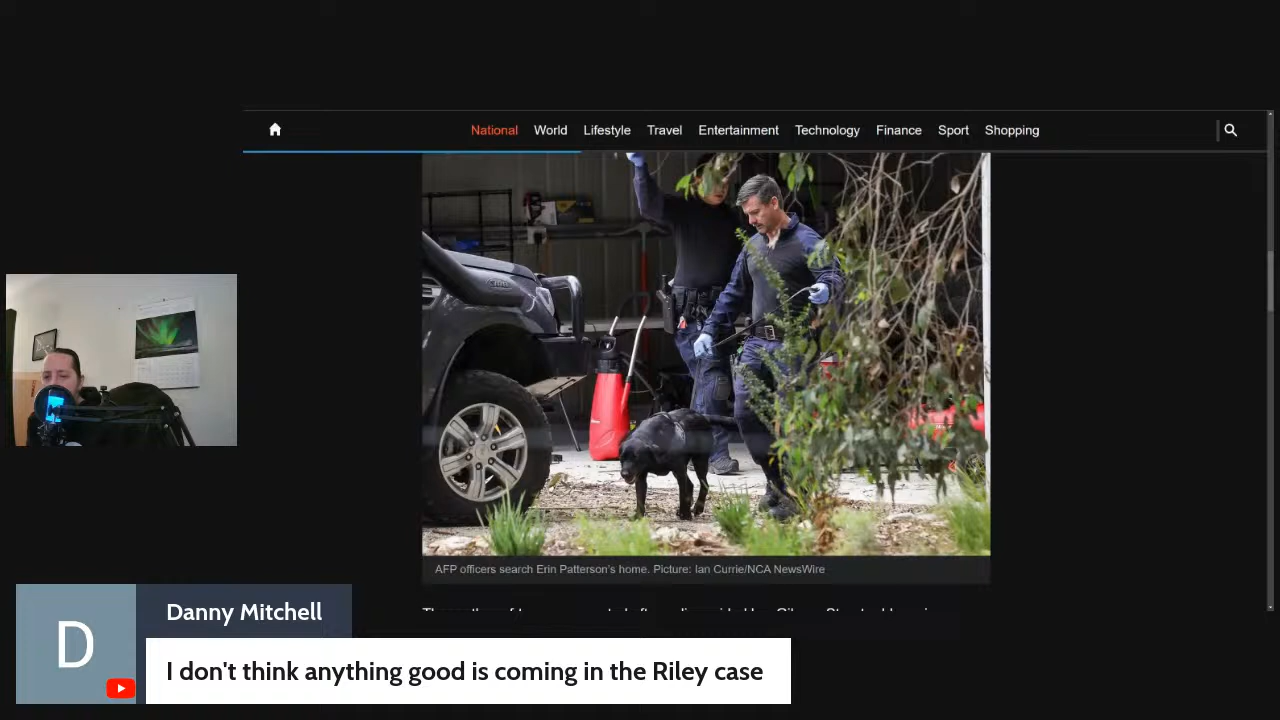 National World Lifestyle Travel Entertainment Technology Finance Sport Shopping
AFP officers search Erin Patterson's home. Picture: Ian Currie/NCA NewsWire
D
Danny Mitchell
I don't think anything good is coming in the Riley case